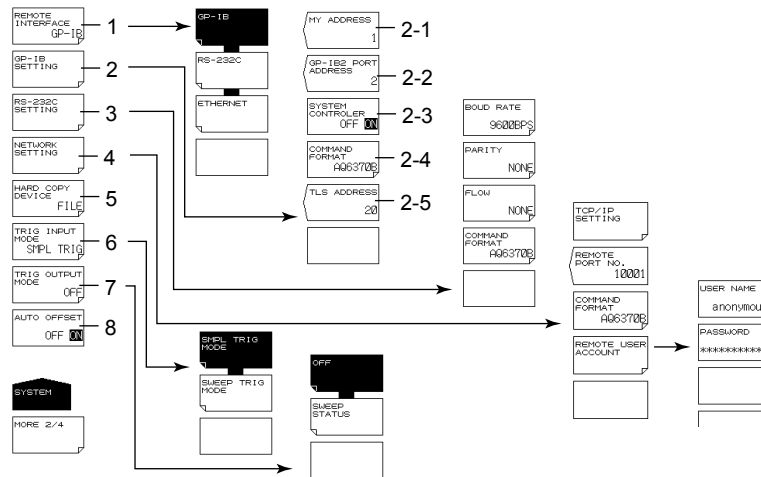 REMOTE
INTERFACE
GP-IB
1
GP-IB
SETTING
2
RS-232C
SETTING
3
NETWORK
SETTING
4
HARD COPY
DEVICE
FILE
5
TRIG INPUT
MODE
SMPL TRIG
6
TRIG OUTPUT
MODE
OFF
7
AUTO OFFSET
OFF ON
8
SYSTEM
MORE 2/4
GP-IB
RS-232C
ETHERNET
MY ADDRESS
1
2-1
GP-IB2 PORT
ADDRESS
2
2-2
SYSTEM
CONTROLER
OFF ON
2-3
COMMAND
FORMAT
AQ6370B
2-4
TLS ADDRESS
20
2-5
BOUD RATE
9600BPS
PARITY
NONE
FLOW
NONE
COMMAND
FORMAT
AQ6370B
TCP/IP
SETTING
REMOTE
PORT NO.
10001
COMMAND
FORMAT
AQ6370B
REMOTE USER
ACCOUNT
USER NAME
anonymou
PASSWORD
**********
SMPL TRIG
MODE
SWEEP TRIG
MODE
OFF
SWEEP
STATUS